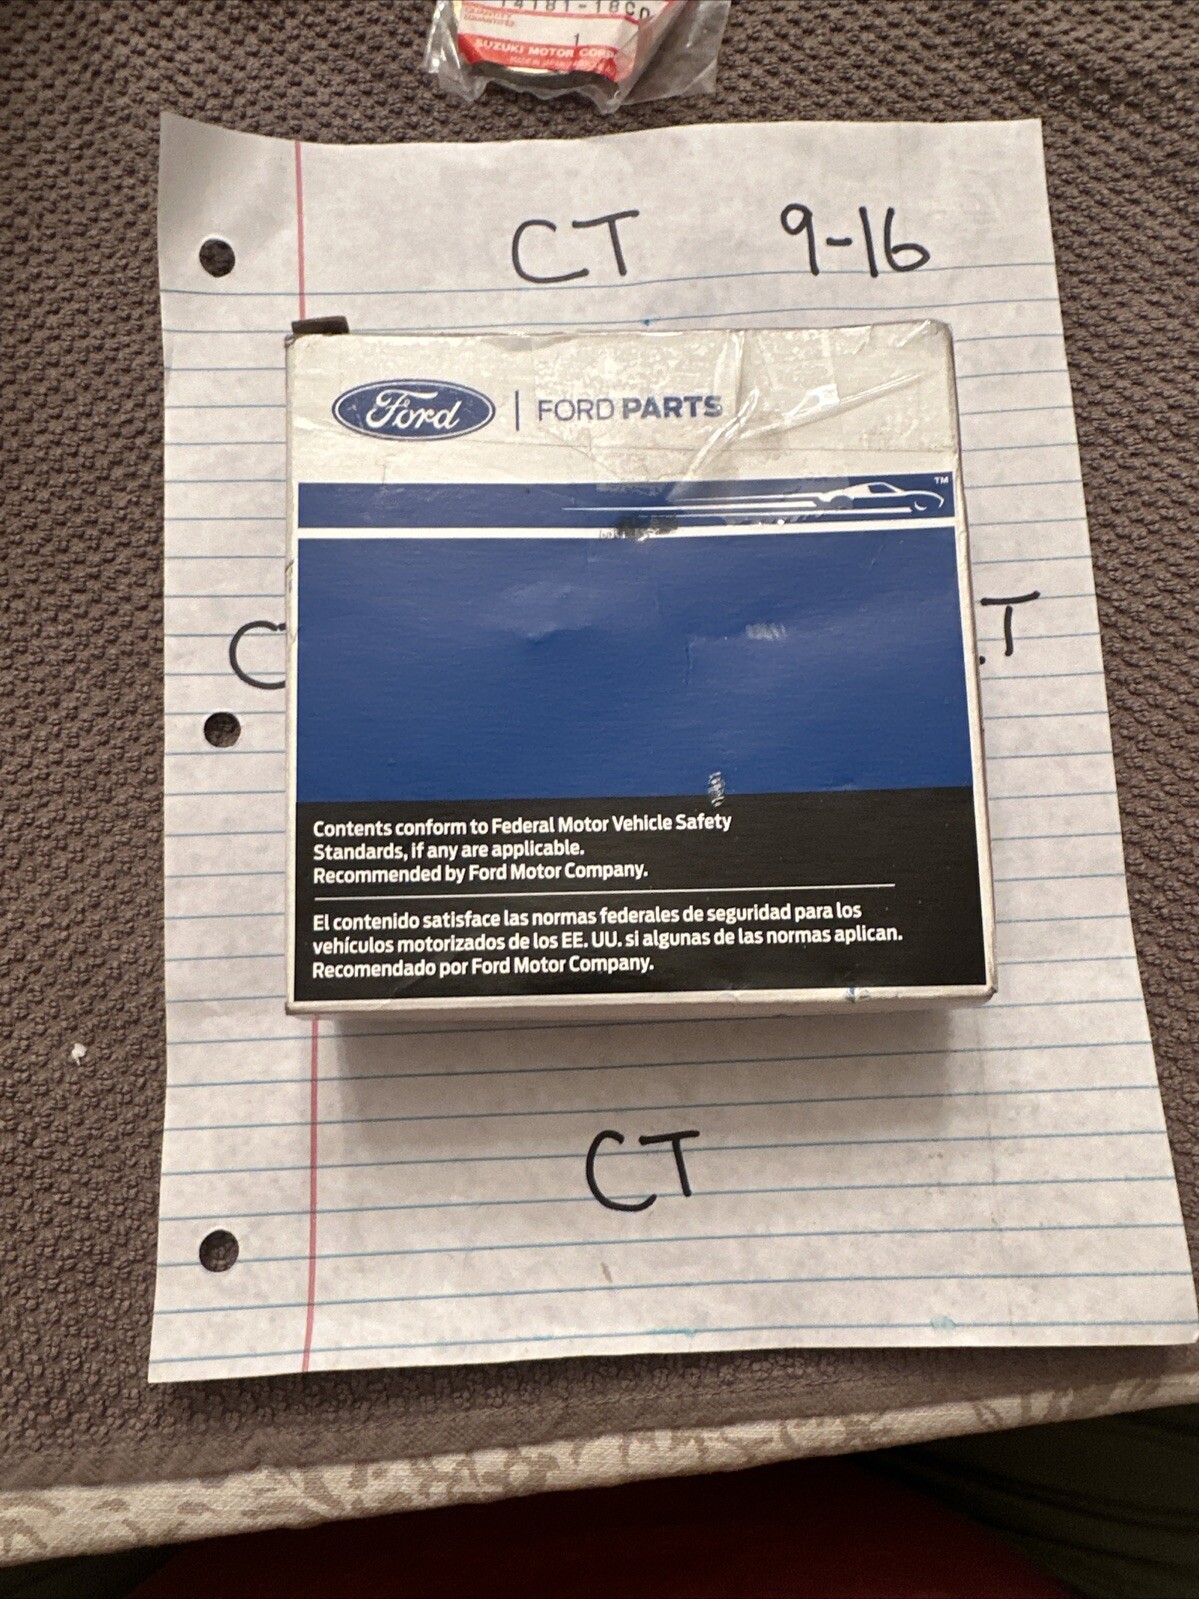 SUZUKI MOTOR CORP
1
CT 9-16
Ford FORD PARTS
TM
C
T
Contents conform to Federal Motor Vehicle Safety
Standards, if any are applicable.
Recommended by Ford Motor Company.
El contenido satisface las normas federales de seguridad para los
vehículos motorizados de los EE. UU. si algunas de las normas aplican.
Recomendado por Ford Motor Company.
CT